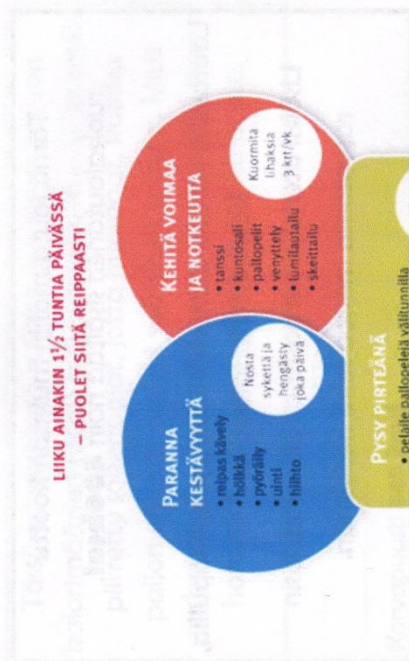 LIIKU AINAKIN 1½ TUNTIA PÄIVÄSSÄ
– PUOLET SIITÄ REIPPAASTI
PARANNA
KESTÄVYYTTÄ
• reipas kävely
• hölkkä
• pyöräily
• uinti
• hiihto
Nosta
sykettä ja
hengästy
joka päivä
KEHITÄ VOIMAA
JA NOTKEUTTA
• tanssi
• kuntosali
• pallopelit
• venyttely
• lumilautailu
• skeittailu
Kuormita
lihaksia
3 krt/vk
PYSY PIRTEÄNÄ
• pelaile pallopelejä välitunnilla